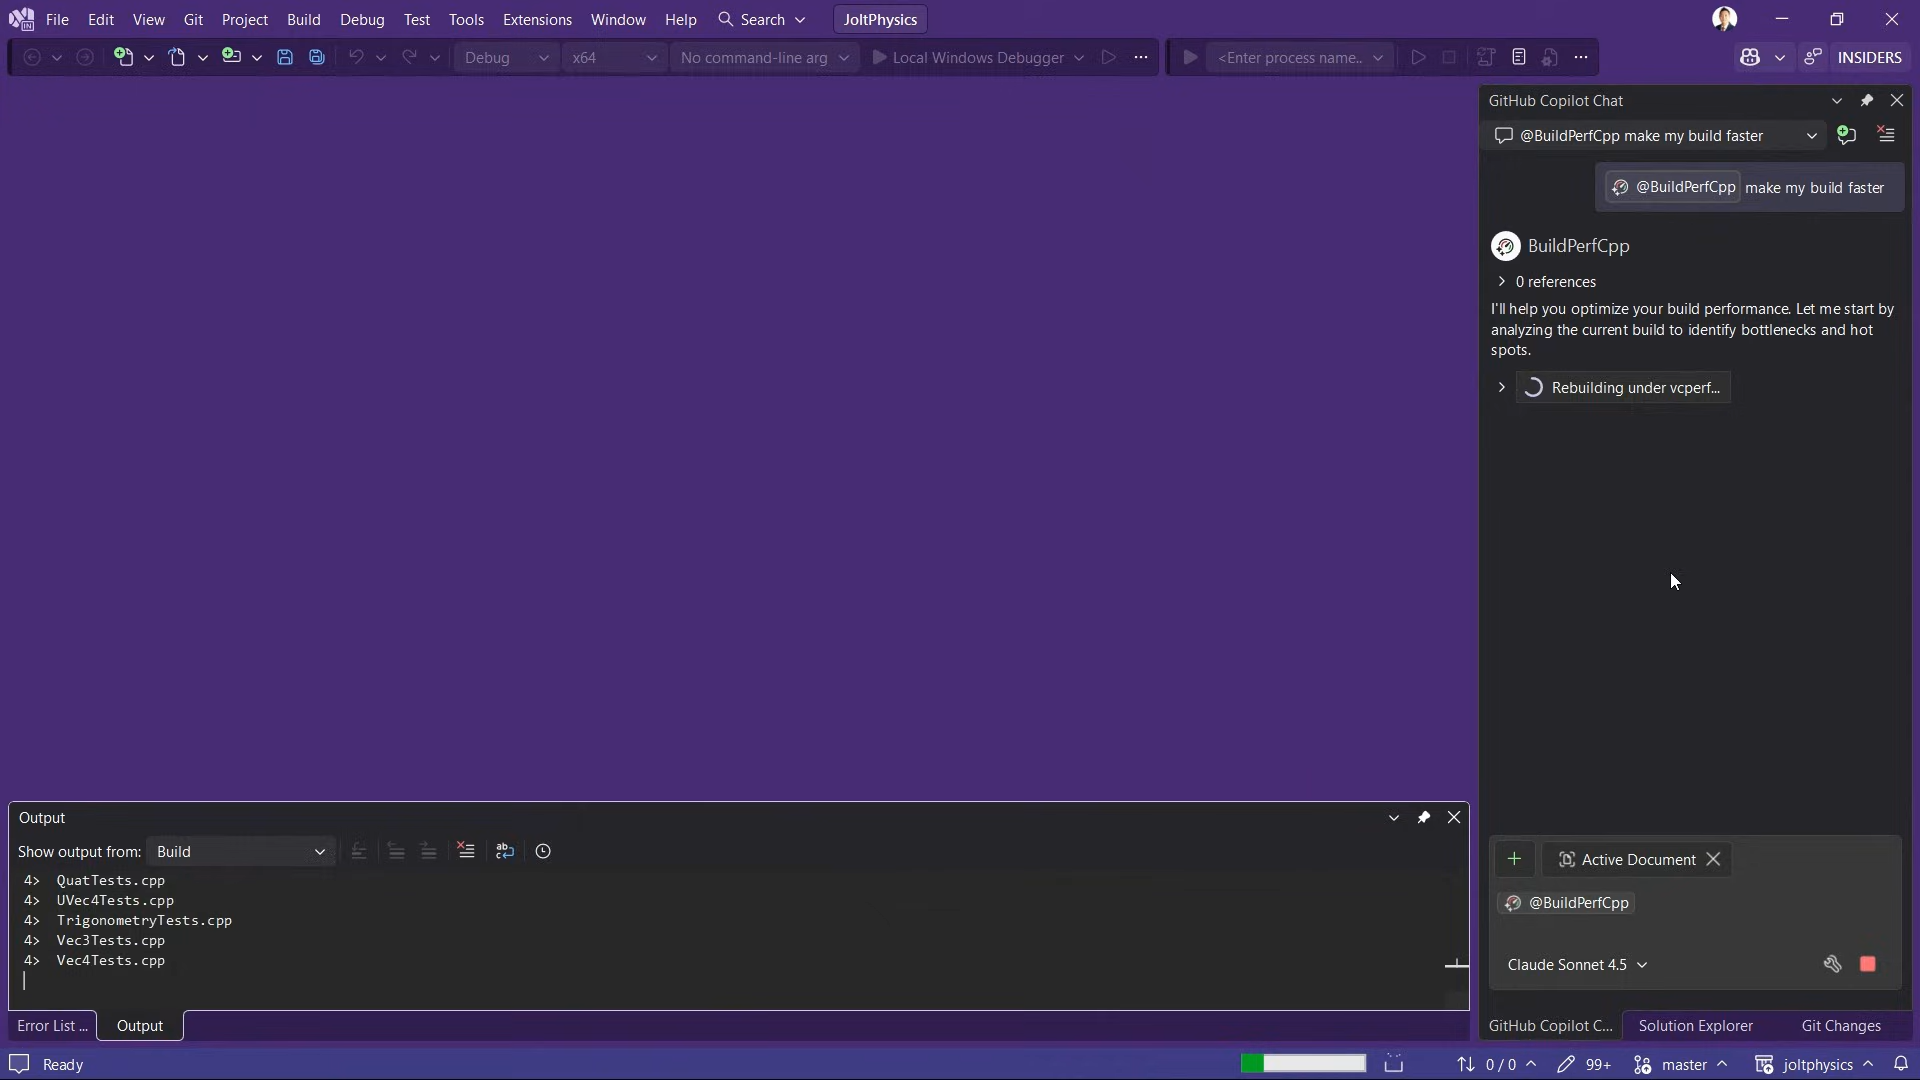 File Edit View Git Project Build Debug Test Tools Extensions Window Help Search JoltPhysics
Debug x64 No command-line arg Local Windows Debugger <Enter process name.. INSIDERS
GitHub Copilot Chat
@BuildPerfCpp make my build faster
@BuildPerfCpp make my build faster
BuildPerfCpp
0 references
I'll help you optimize your build performance. Let me start by
analyzing the current build to identify bottlenecks and hot
spots.
Rebuilding under vcperf...
Output
Show output from: Build
4> QuatTests.cpp
4> UVec4Tests.cpp
4> TrigonometryTests.cpp
4> Vec3Tests.cpp
4> Vec4Tests.cpp
Active Document
@BuildPerfCpp
Claude Sonnet 4.5
Error List ... Output
GitHub Copilot C... Solution Explorer Git Changes
Ready 0 / 0 99+ master joltphysics